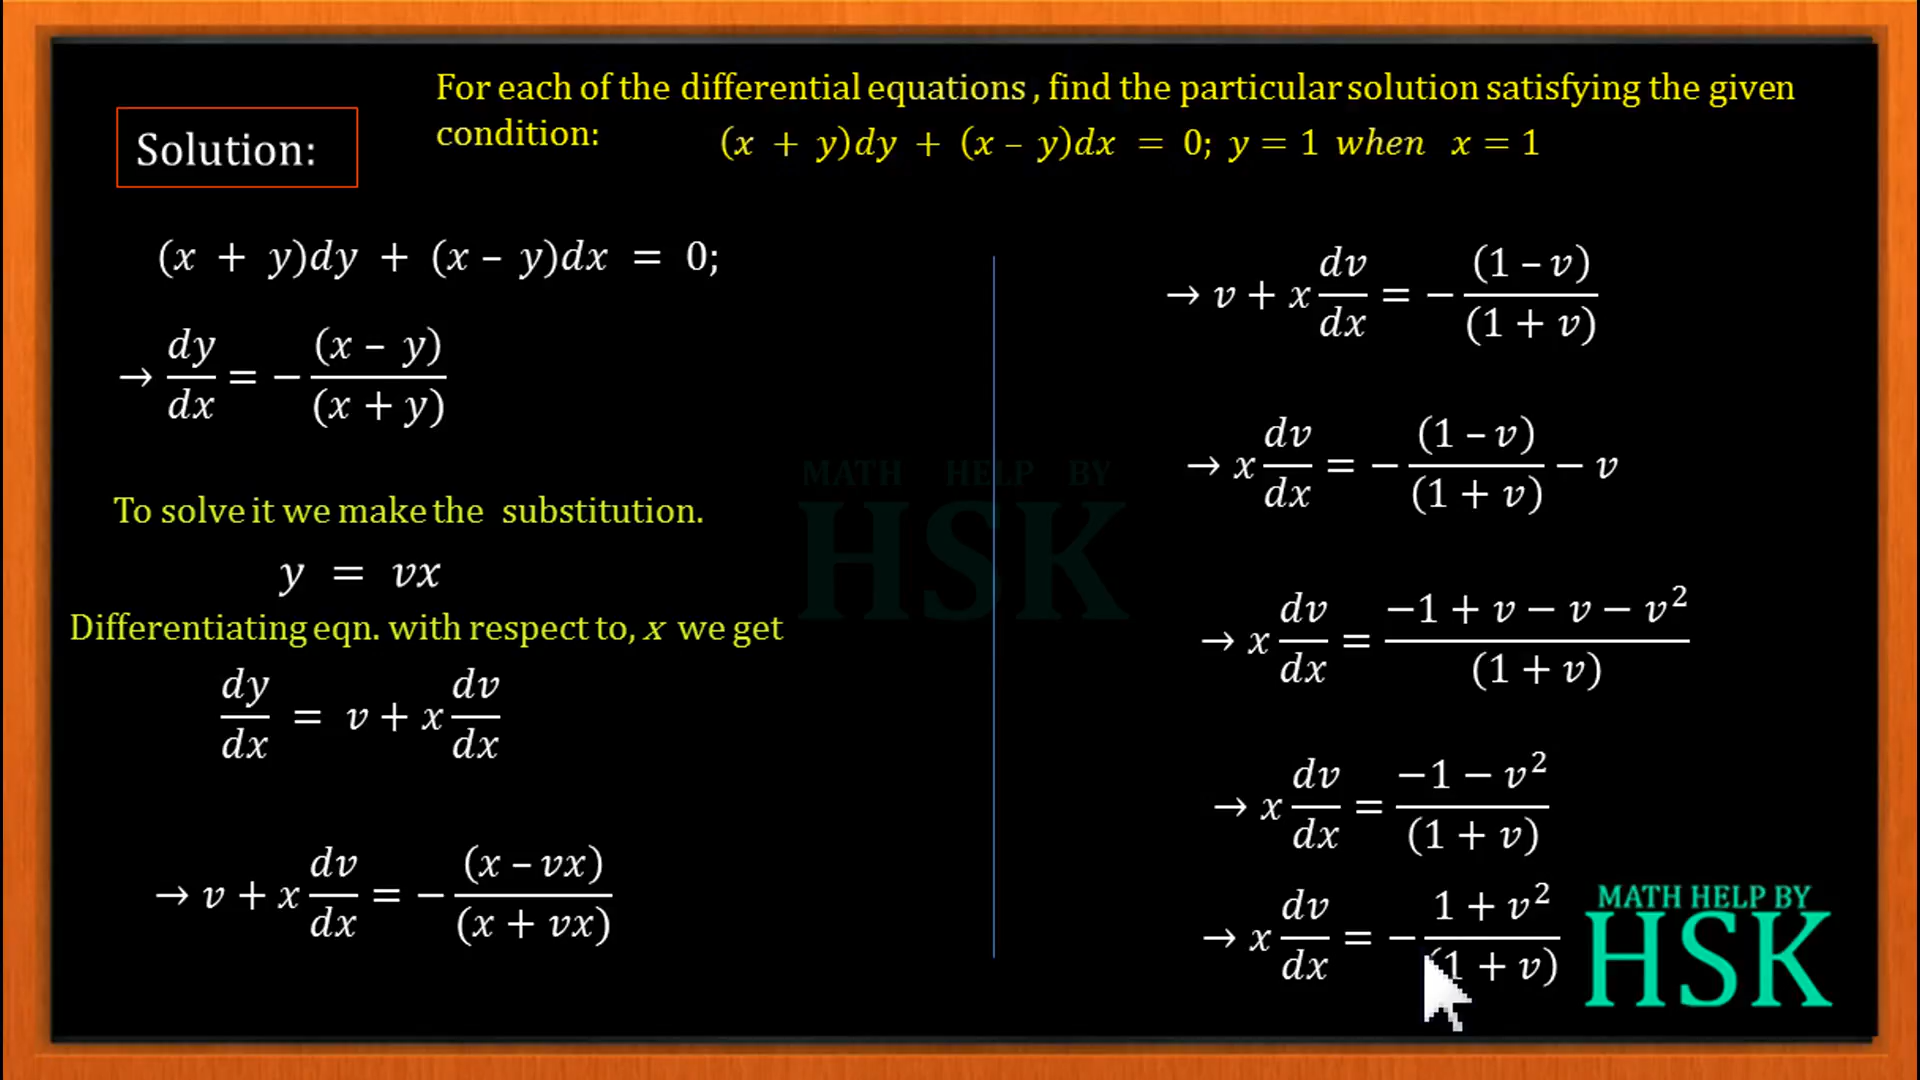 For each of the differential equations , find the particular solution satisfying the given
condition: (x + y)dy + (x – y)dx = 0; y = 1 when x = 1
Solution:
(x + y)dy + (x – y)dx = 0;
→ dy/dx = − (x – y)/(x + y)
To solve it we make the substitution.
y = vx
Differentiating eqn. with respect to, x we get
dy/dx = v + x dv/dx
→ v + x dv/dx = − (x – vx)/(x + vx)
→ v + x dv/dx = − (1 – v)/(1 + v)
→ x dv/dx = − (1 – v)/(1 + v) − v
→ x dv/dx = (−1 + v − v − v²)/(1 + v)
→ x dv/dx = (−1 − v²)/(1 + v)
→ x dv/dx = − (1 + v²)/(1 + v)
MATH HELP BY
HSK
MATH HELP BY
HSK